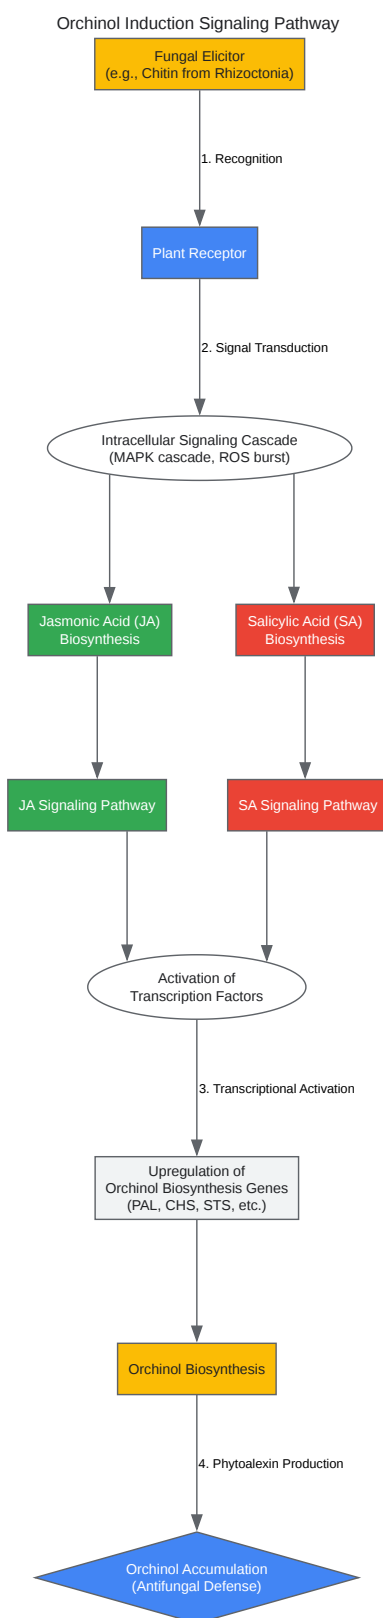 Orchinol Induction Signaling Pathway
Fungal Elicitor
(e.g., Chitin from Rhizoctonia)
1. Recognition
Plant Receptor
2. Signal Transduction
Intracellular Signaling Cascade
(MAPK cascade, ROS burst)
Jasmonic Acid (JA)
Biosynthesis
Salicylic Acid (SA)
Biosynthesis
JA Signaling Pathway
SA Signaling Pathway
Activation of
Transcription Factors
3. Transcriptional Activation
Upregulation of
Orchinol Biosynthesis Genes
(PAL, CHS, STS, etc.)
Orchinol Biosynthesis
4. Phytoalexin Production
Orchinol Accumulation
(Antifungal Defense)